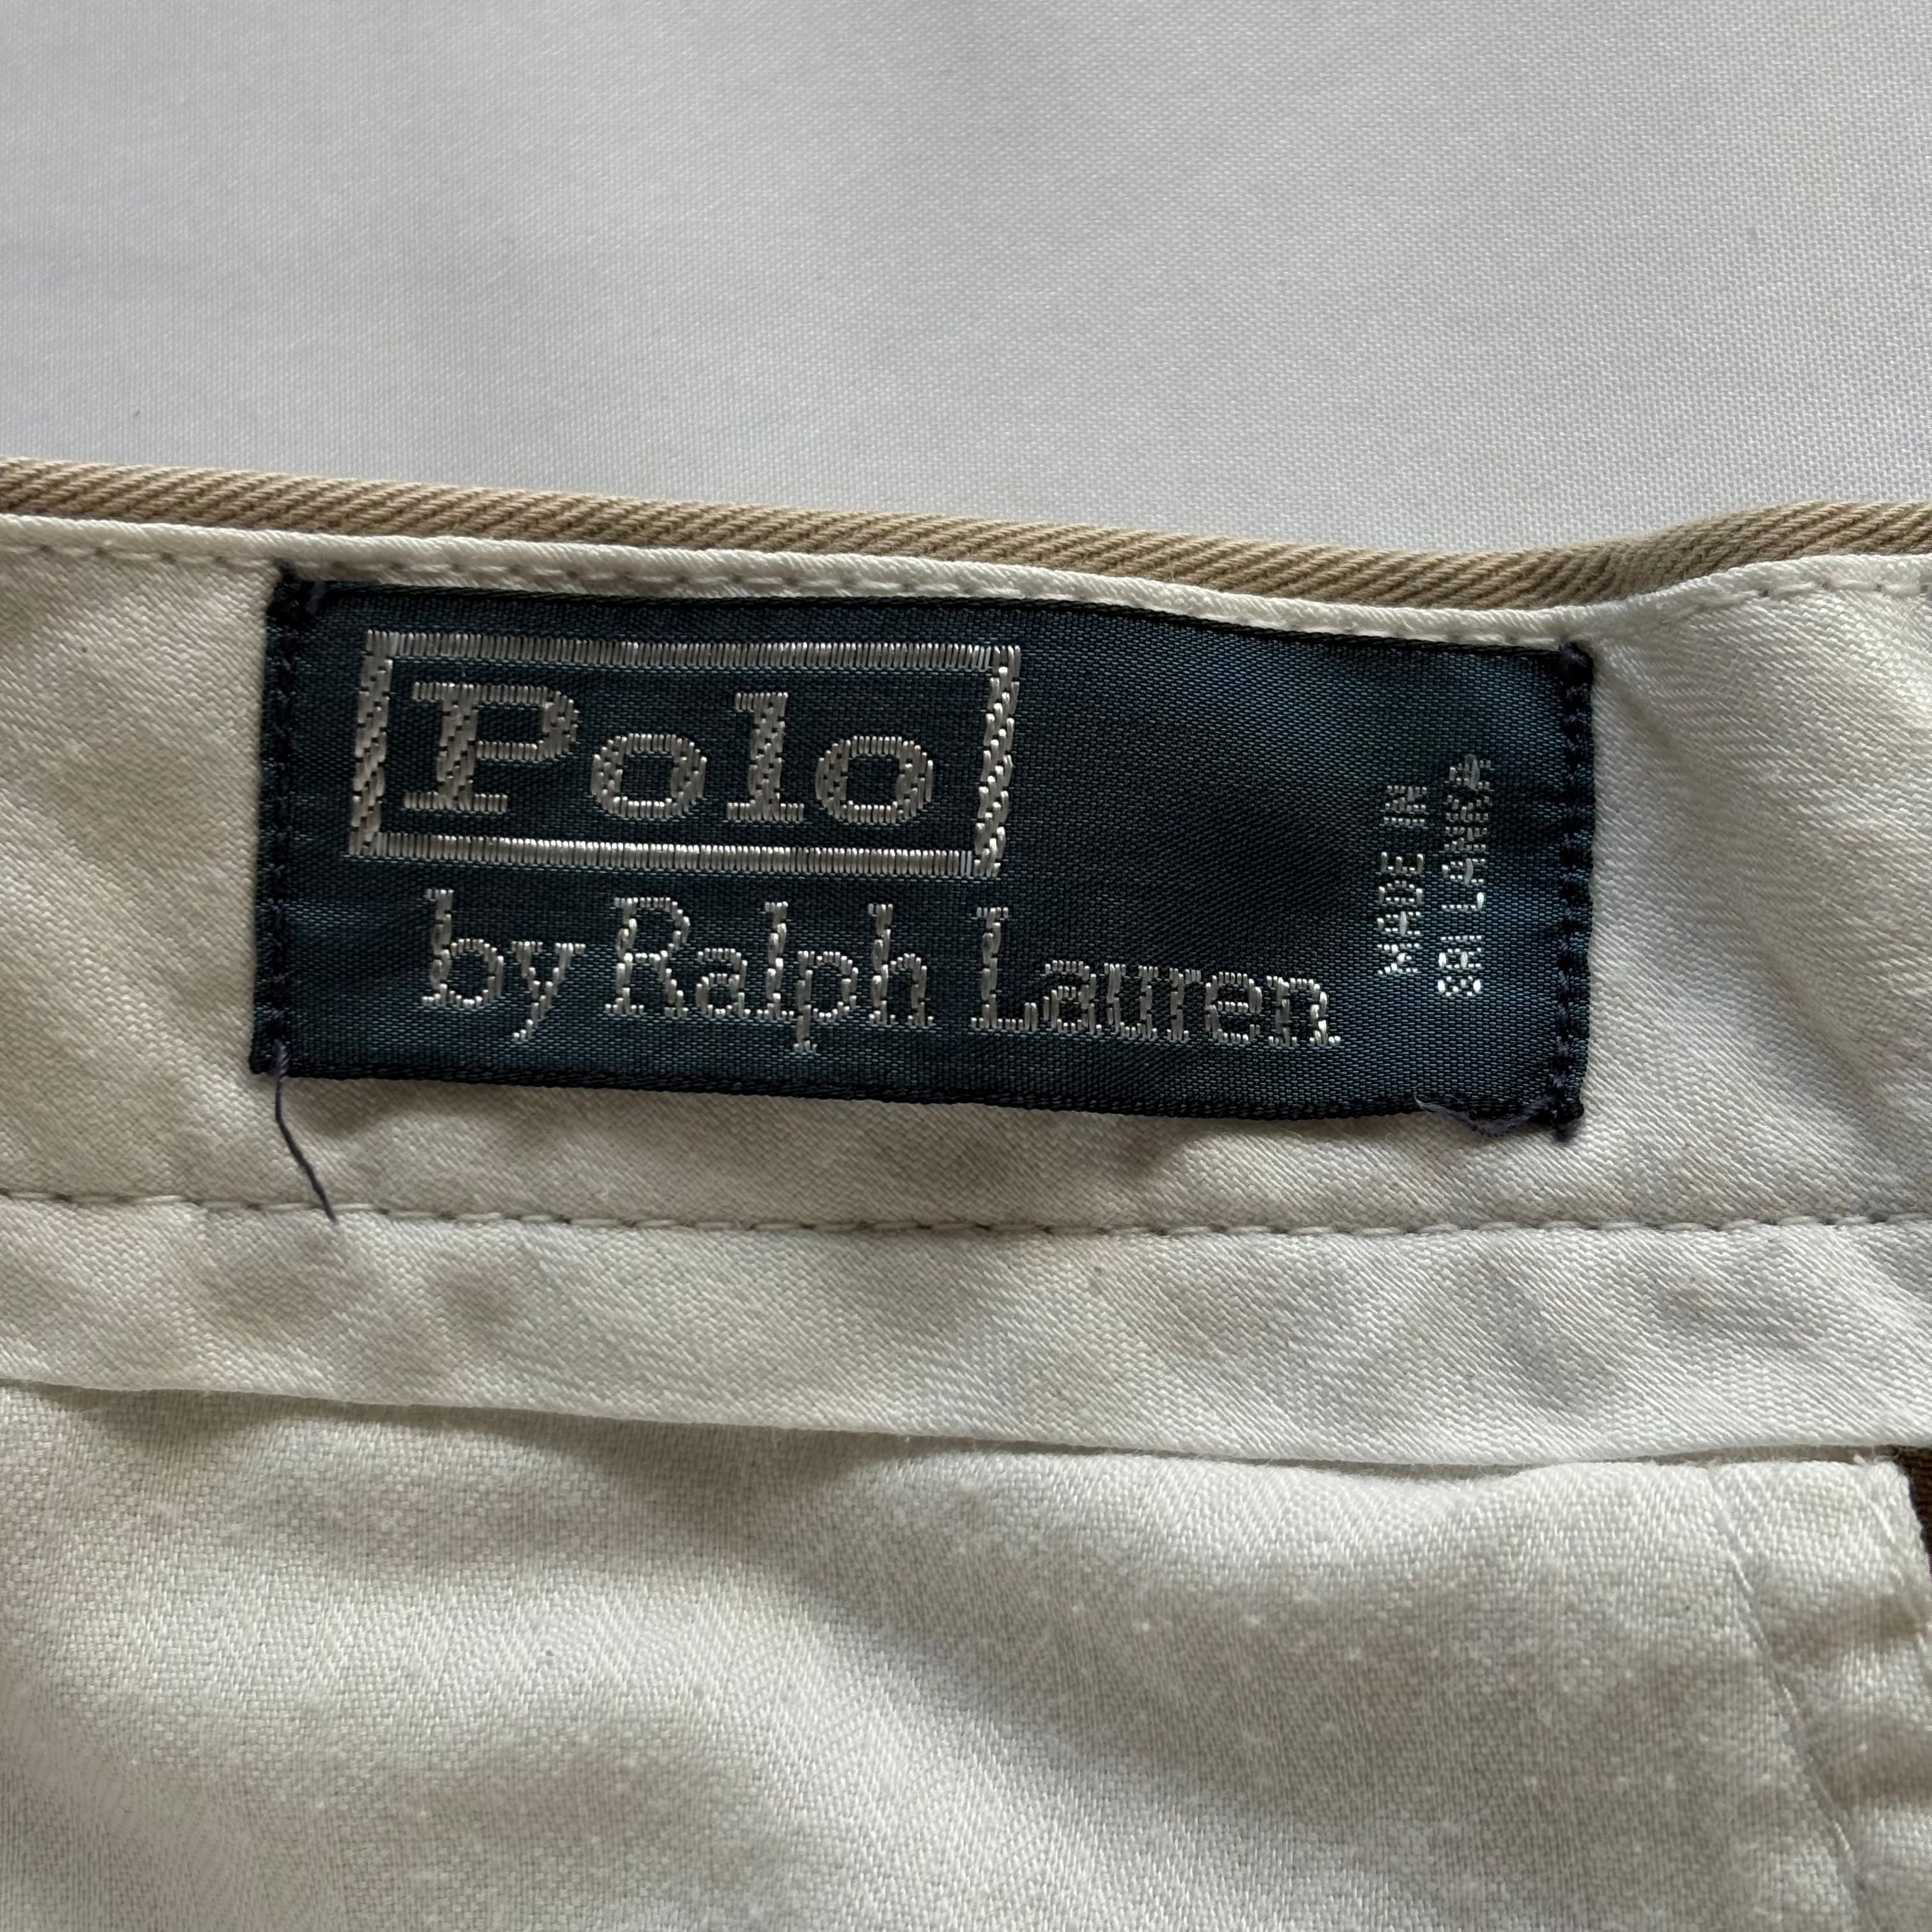 Polo
by Ralph Lauren
MADE IN
SRI LANKA